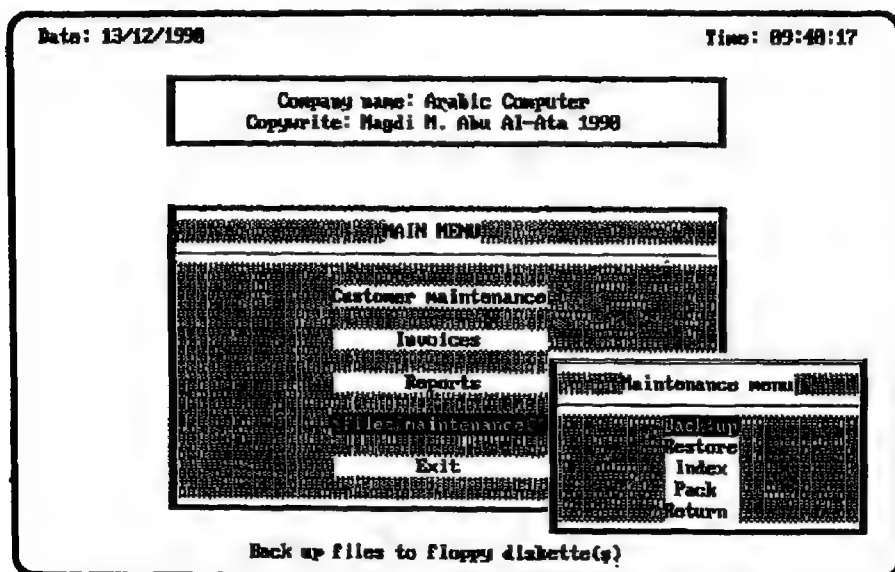 Date: 13/12/1990
Time: 09:40:17
Company name: Arabic Computer
Copywrite: Magdi M. Abu Al-Ata 1990
MAIN MENU
Customer maintenance
Invoices
Reports
Files maintenance
Exit
Maintenance menu
Backup
Restore
Index
Pack
Return
Back up files to floppy diskette(s)